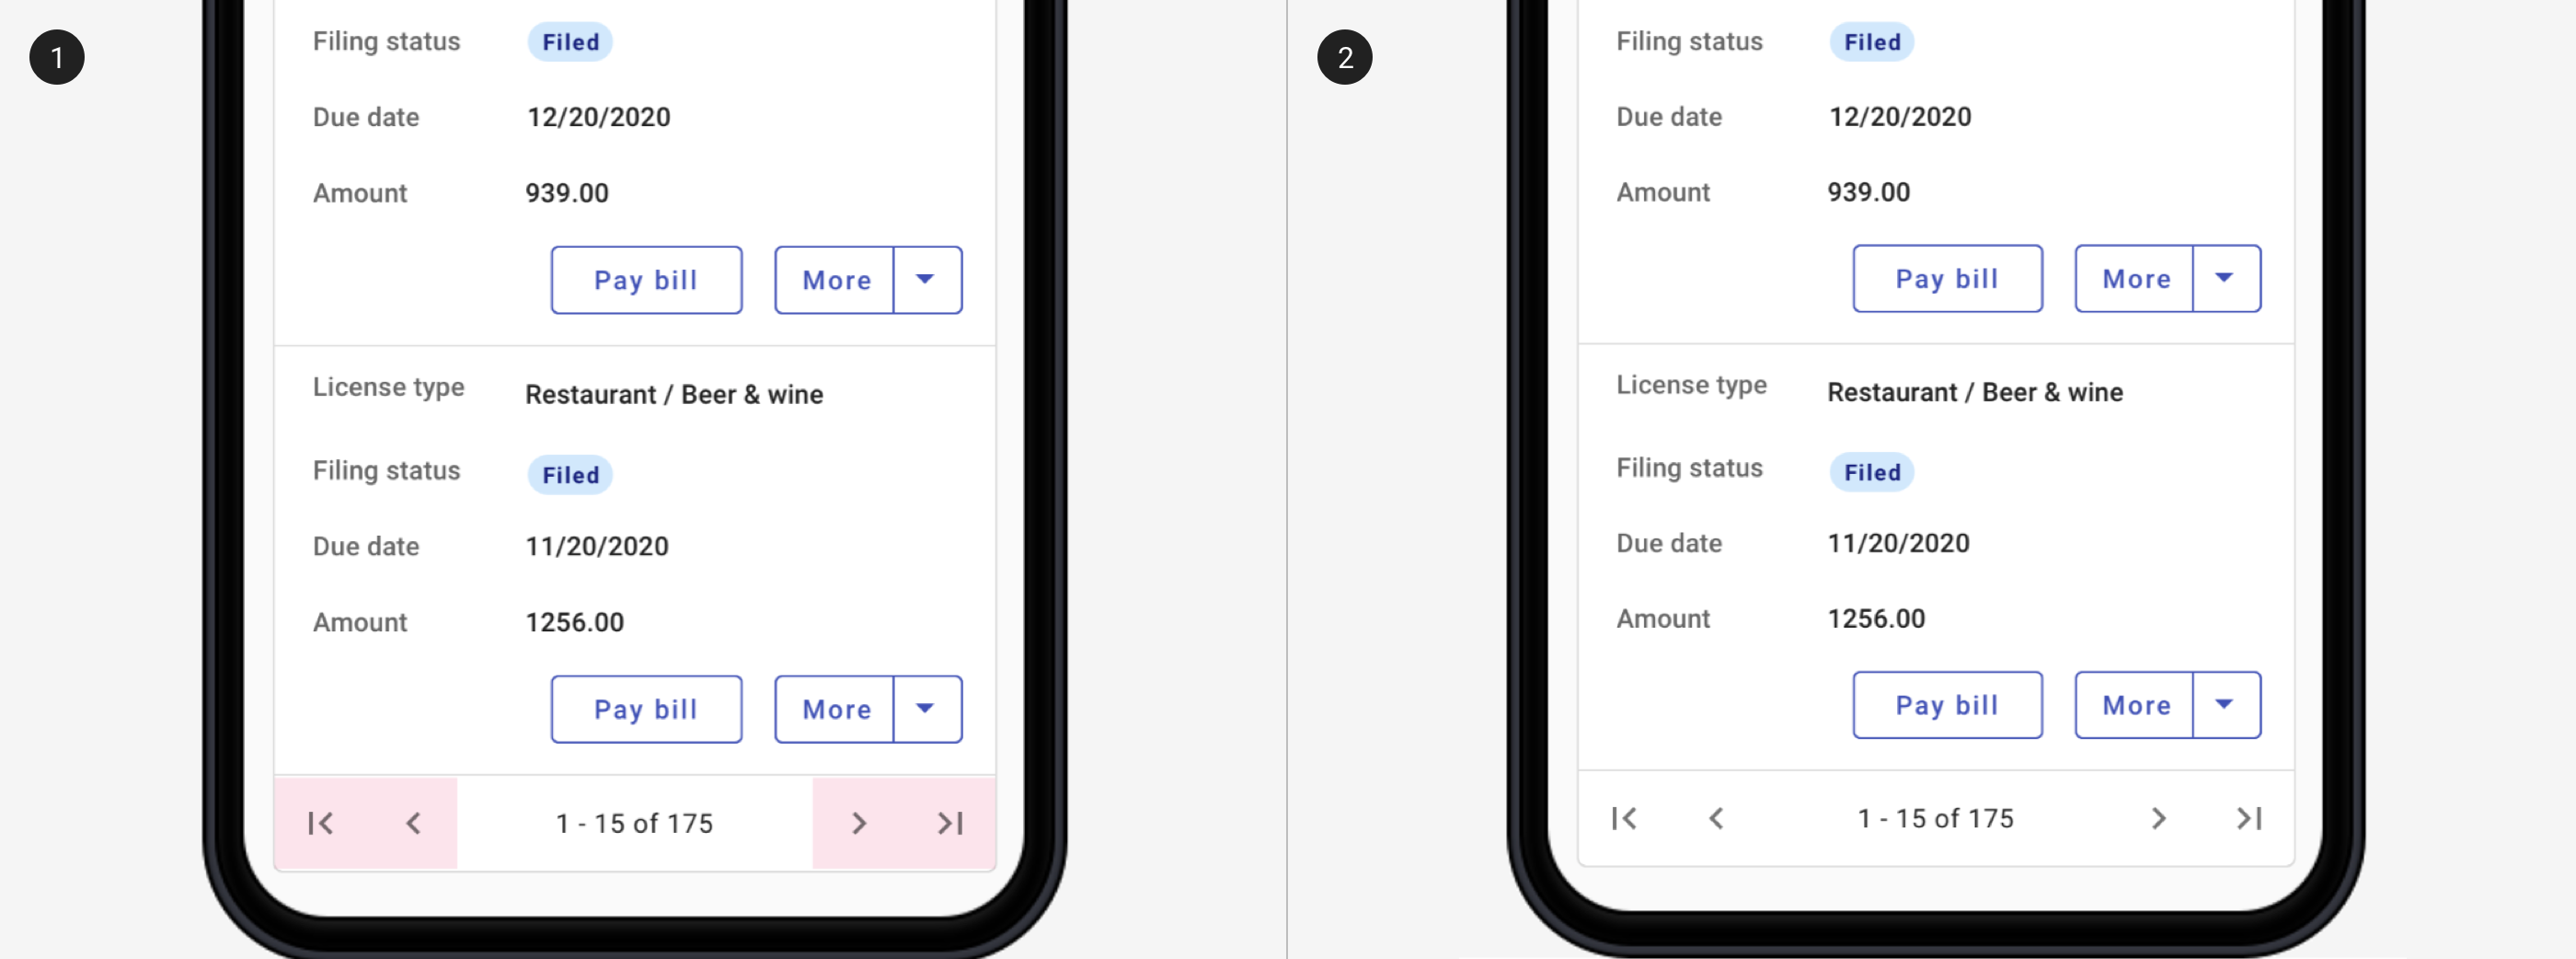 1
Filing status Filed
Due date 12/20/2020
Amount 939.00
Pay bill More
License type Restaurant / Beer & wine
Filing status Filed
Due date 11/20/2020
Amount 1256.00
Pay bill More
1 - 15 of 175
2
Filing status Filed
Due date 12/20/2020
Amount 939.00
Pay bill More
License type Restaurant / Beer & wine
Filing status Filed
Due date 11/20/2020
Amount 1256.00
Pay bill More
1 - 15 of 175